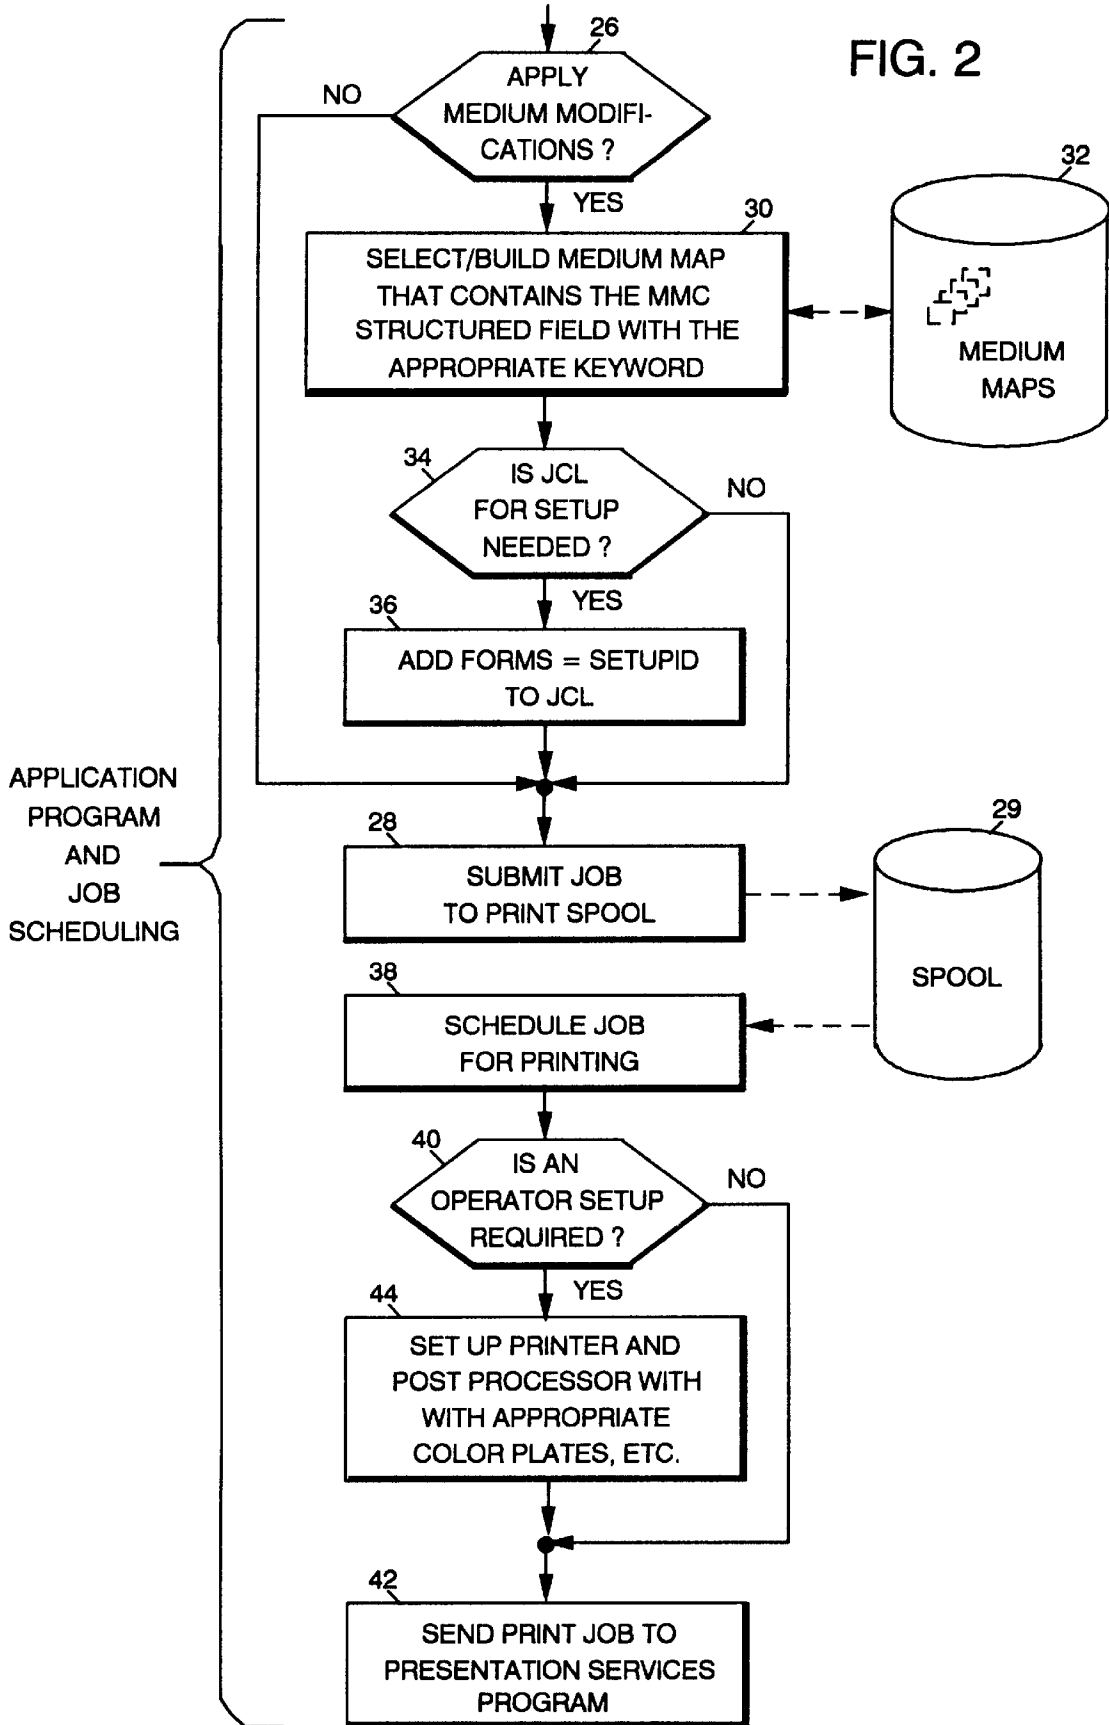 FIG. 2
26
APPLY
MEDIUM MODIFI-
CATIONS ?
NO
YES
30
SELECT/BUILD MEDIUM MAP
THAT CONTAINS THE MMC
STRUCTURED FIELD WITH THE
APPROPRIATE KEYWORD
32
MEDIUM
MAPS
34
IS JCL
FOR SETUP
NEEDED ?
NO
YES
36
ADD FORMS = SETUPID
TO JCL
APPLICATION
PROGRAM
AND
JOB
SCHEDULING
28
SUBMIT JOB
TO PRINT SPOOL
29
SPOOL
38
SCHEDULE JOB
FOR PRINTING
40
IS AN
OPERATOR SETUP
REQUIRED ?
NO
YES
44
SET UP PRINTER AND
POST PROCESSOR WITH
WITH APPROPRIATE
COLOR PLATES, ETC.
42
SEND PRINT JOB TO
PRESENTATION SERVICES
PROGRAM